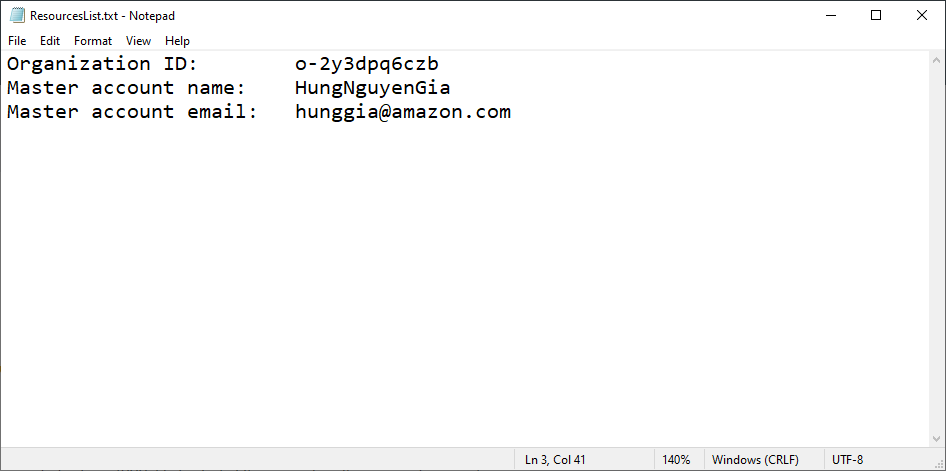 ResourcesList.txt - Notepad
File Edit Format View Help
Organization ID: o-2y3dpq6czb
Master account name: HungNguyenGia
Master account email: hunggia@amazon.com
Ln 3, Col 41 140% Windows (CRLF) UTF-8